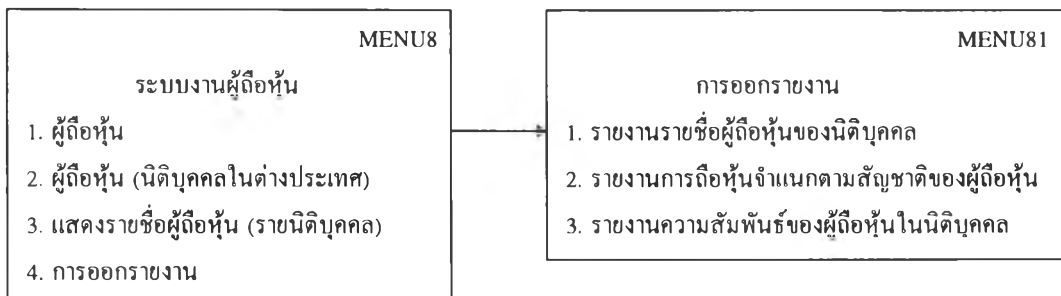 MENU8
ระบบงานผู้ถือหุ้น
1. ผู้ถือหุ้น
2. ผู้ถือหุ้น (นิติบุคคลในต่างประเทศ)
3. แสดงรายชื่อผู้ถือหุ้น (รายนิติบุคคล)
4. การออกรายงาน
MENU81
การออกรายงาน
1. รายงานรายชื่อผู้ถือหุ้นของนิติบุคคล
2. รายงานการถือหุ้นจำแนกตามสัญชาติของผู้ถือหุ้น
3. รายงานความสัมพันธ์ของผู้ถือหุ้นในนิติบุคคล